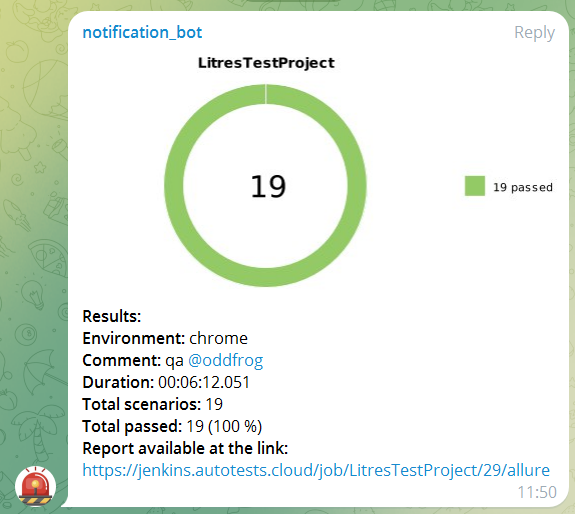 notification_bot
Reply
LitresTestProject
19
19 passed
Results:
Environment: chrome
Comment: qa @oddfrog
Duration: 00:06:12.051
Total scenarios: 19
Total passed: 19 (100 %)
Report available at the link:
https://jenkins.autotests.cloud/job/LitresTestProject/29/allure
11:50